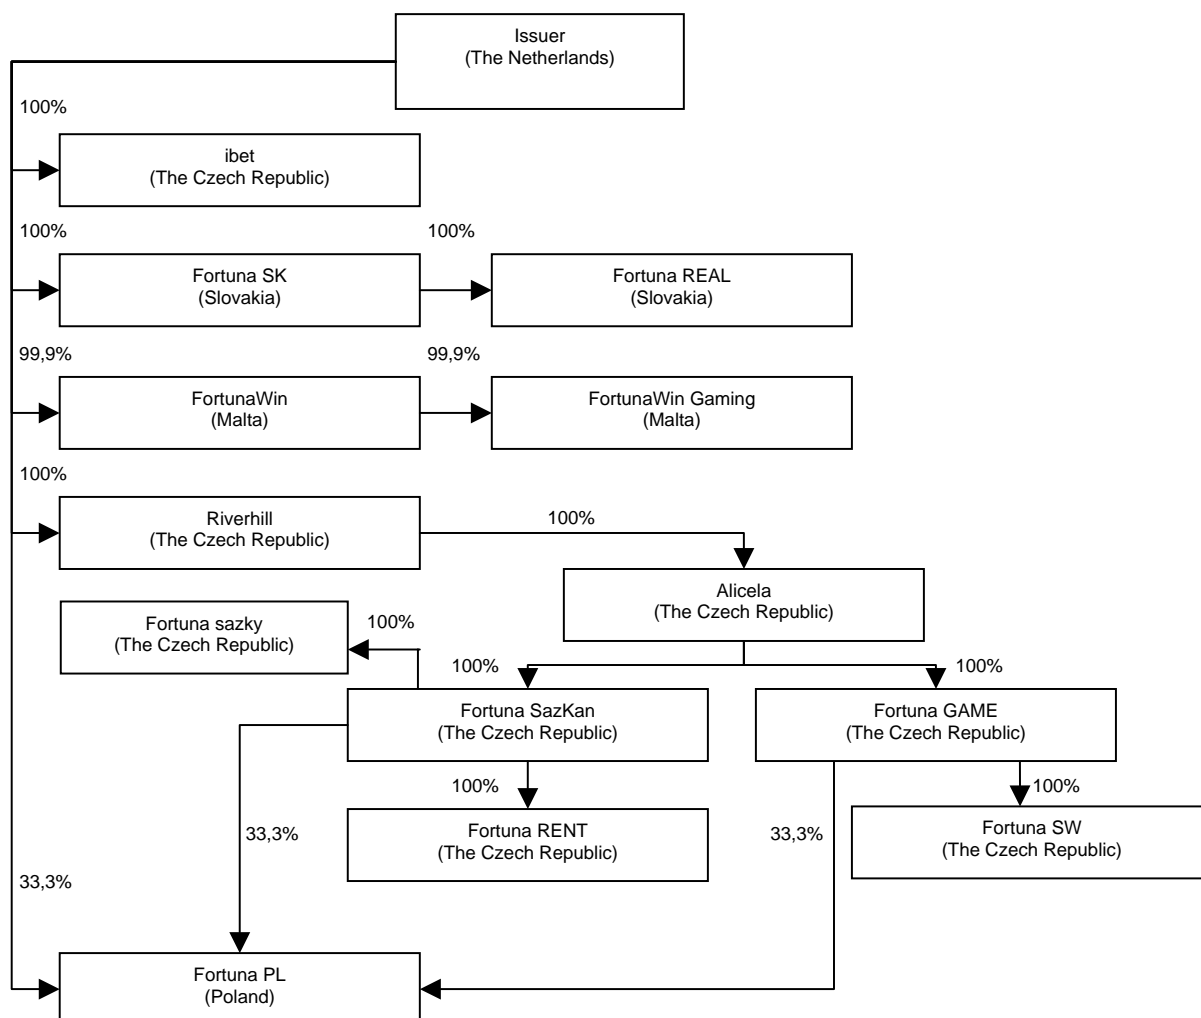 Issuer
(The Netherlands)
100%
ibet
(The Czech Republic)
100%
100%
Fortuna SK
(Slovakia)
Fortuna REAL
(Slovakia)
99,9%
99,9%
FortunaWin
(Malta)
FortunaWin Gaming
(Malta)
100%
Riverhill
(The Czech Republic)
100%
Alicela
(The Czech Republic)
Fortuna sazky
(The Czech Republic)
100%
100%
100%
Fortuna SazKan
(The Czech Republic)
Fortuna GAME
(The Czech Republic)
100%
100%
Fortuna RENT
(The Czech Republic)
Fortuna SW
(The Czech Republic)
33,3%
33,3%
33,3%
Fortuna PL
(Poland)